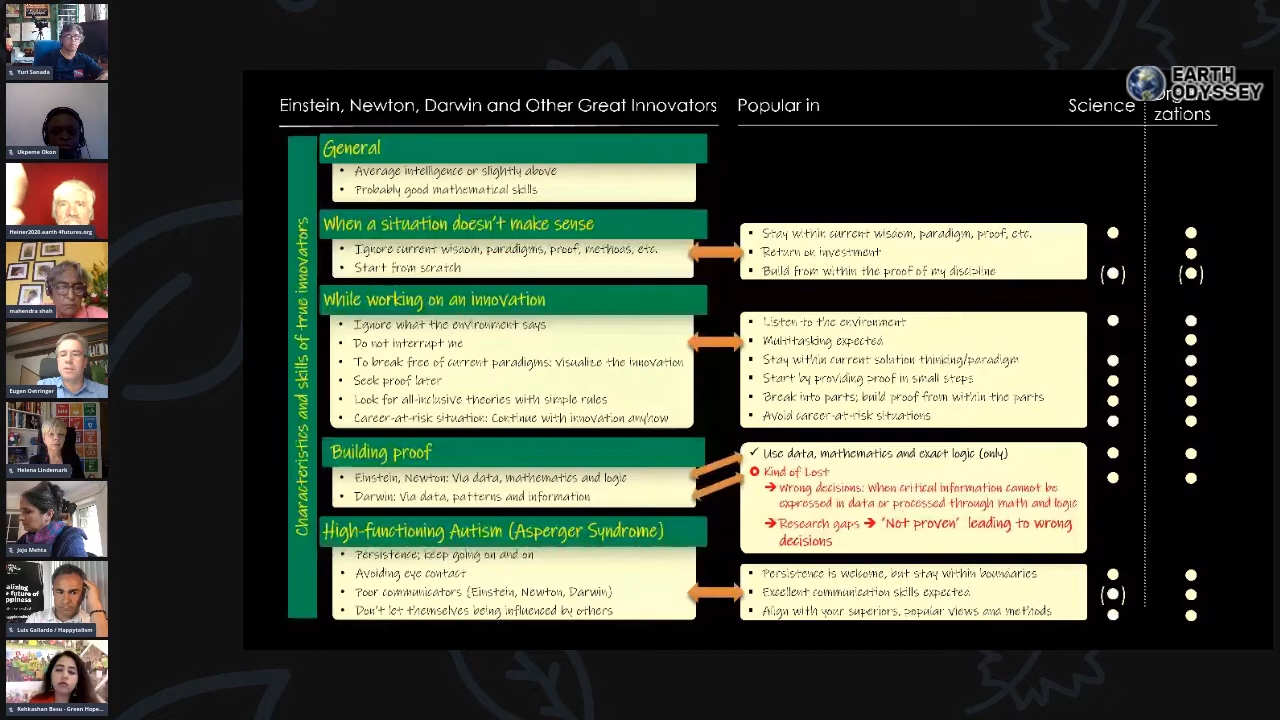 Yuri Sanada
Ukpeme Okon
Heiner2020.earth 4futures.org
mahendra shah
Eugen Oetringer
Helena Lindemark
Jojo Mehta
Luis Gallardo / Happytalism
Kehkashan Basu - Green Hope...
EARTH
ODYSSEY
Einstein, Newton, Darwin and Other Great Innovators
Popular in
Science
zations
Characteristics and skills of true innovators
General
• Average intelligence or slightly above
• Probably good mathematical skills
When a situation doesn't make sense
• Ignore current wisdom, paradigms, proof, methods, etc.
• Start from scratch
▪ Stay within current wisdom, paradigm, proof, etc.
▪ Return on investment
▪ Build from within the proof of my discipline
While working on an innovation
• Ignore what the environment says
• Do not interrupt me
• To break free of current paradigms: visualize the innovation
• Seek proof later
• Look for all-inclusive theories with simple rules
• Career-at-risk situation: Continue with innovation anyhow
▪ Listen to the environment
▪ Multitasking expected
▪ Stay within current solution thinking/paradigm
▪ Start by providing proof in small steps
▪ Break into parts; build proof from within the parts
▪ Avoid career-at-risk situations
Building proof
• Einstein, Newton: Via data, mathematics and logic
• Darwin: Via data, patterns and information
✓ Use data, mathematics and exact logic (only)
Kind of Lost
➔ Wrong decisions: When critical information cannot be
expressed in data or processed through math and logic
➔ Research gaps ➔ 'Not proven' leading to wrong
decisions
High-functioning Autism (Asperger Syndrome)
• Persistence; keep going on and on
• Avoiding eye contact
• Poor communicators (Einstein, Newton, Darwin)
• Don't let themselves being influenced by others
▪ Persistence is welcome, but stay within boundaries
▪ Excellent communication skills expected
▪ Align with your superiors, popular views and methods